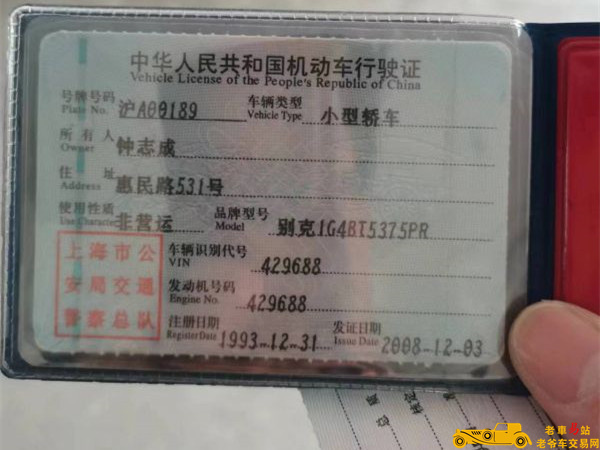 中华人民共和国机动车行驶证
Vehicle License of the People's Republic of China
号牌号码 Plate No. 沪A00189 车辆类型 Vehicle Type 小型轿车
所有人 Owner 钟志成
住址 Address 惠民路531号
使用性质 Use Character 非营运 品牌型号 Model 别克1G4BT5375PR
上海市公安局交通警察总队
车辆识别代号 VIN 429688
发动机号码 Engine No. 429688
注册日期 Register Date 1993-12-31 发证日期 Issue Date 2008-12-03
老車 站
老爷车交易网